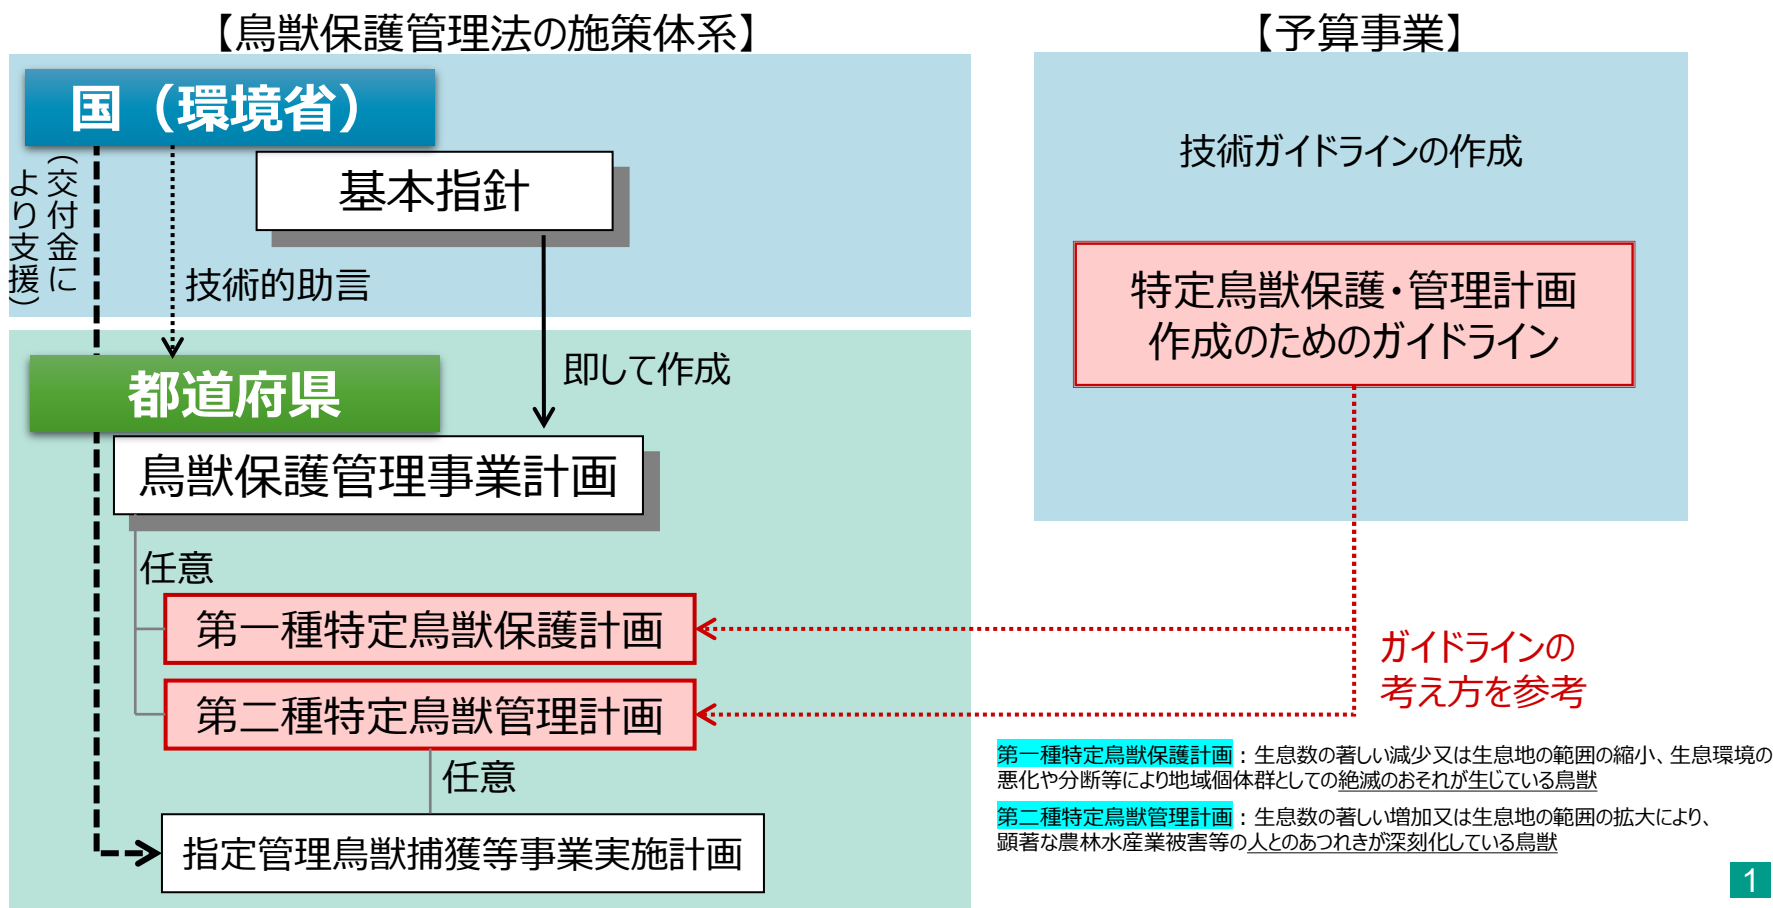 【鳥獣保護管理法の施策体系】
国（環境省）
（交付金に
より支援）
基本指針
技術的助言
即して作成
都道府県
鳥獣保護管理事業計画
任意
第一種特定鳥獣保護計画
第二種特定鳥獣管理計画
任意
指定管理鳥獣捕獲等事業実施計画
【予算事業】
技術ガイドラインの作成
特定鳥獣保護・管理計画
作成のためのガイドライン
ガイドラインの
考え方を参考
第一種特定鳥獣保護計画：生息数の著しい減少又は生息地の範囲の縮小、生息環境の
悪化や分断等により地域個体群としての絶滅のおそれが生じている鳥獣
第二種特定鳥獣管理計画：生息数の著しい増加又は生息地の範囲の拡大により、
顕著な農林水産業被害等の人とのあつれきが深刻化している鳥獣
1